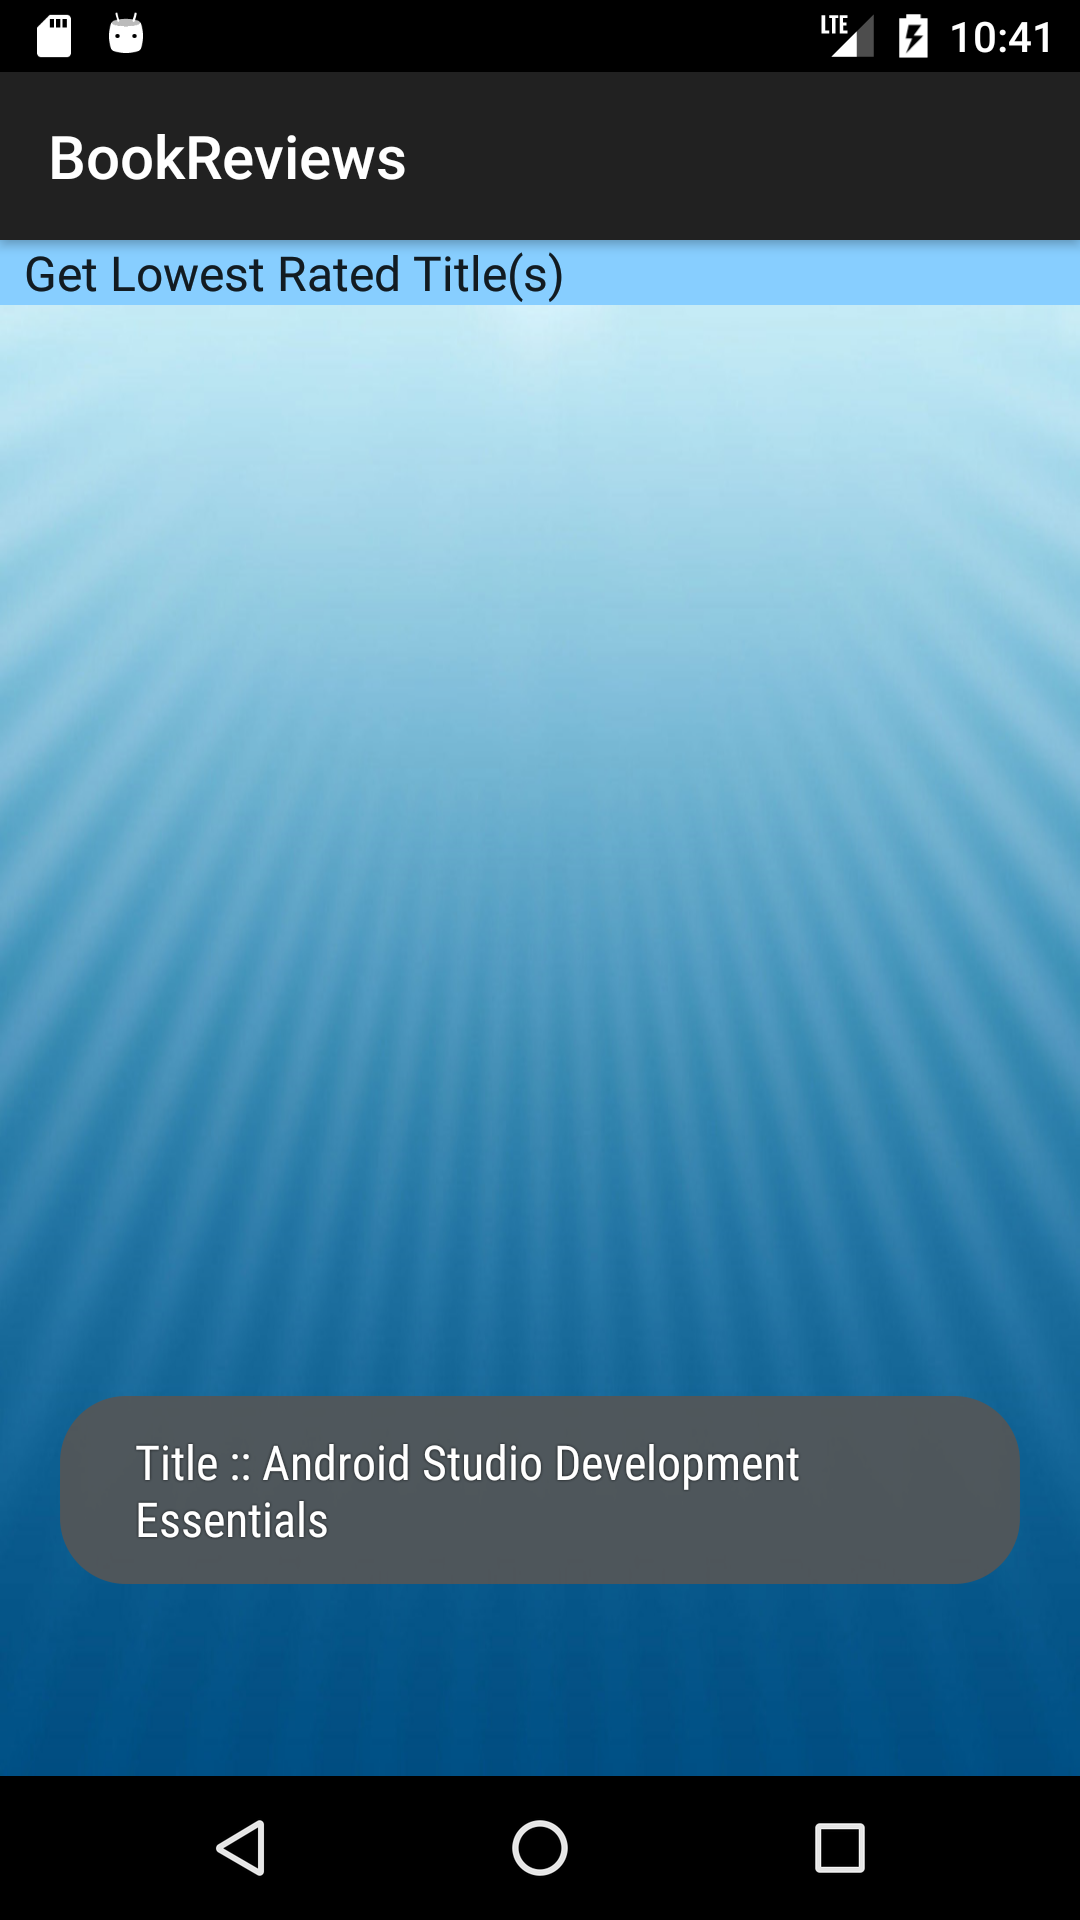 LTE 10:41
BookReviews
Get Lowest Rated Title(s)
Title :: Android Studio Development
Essentials